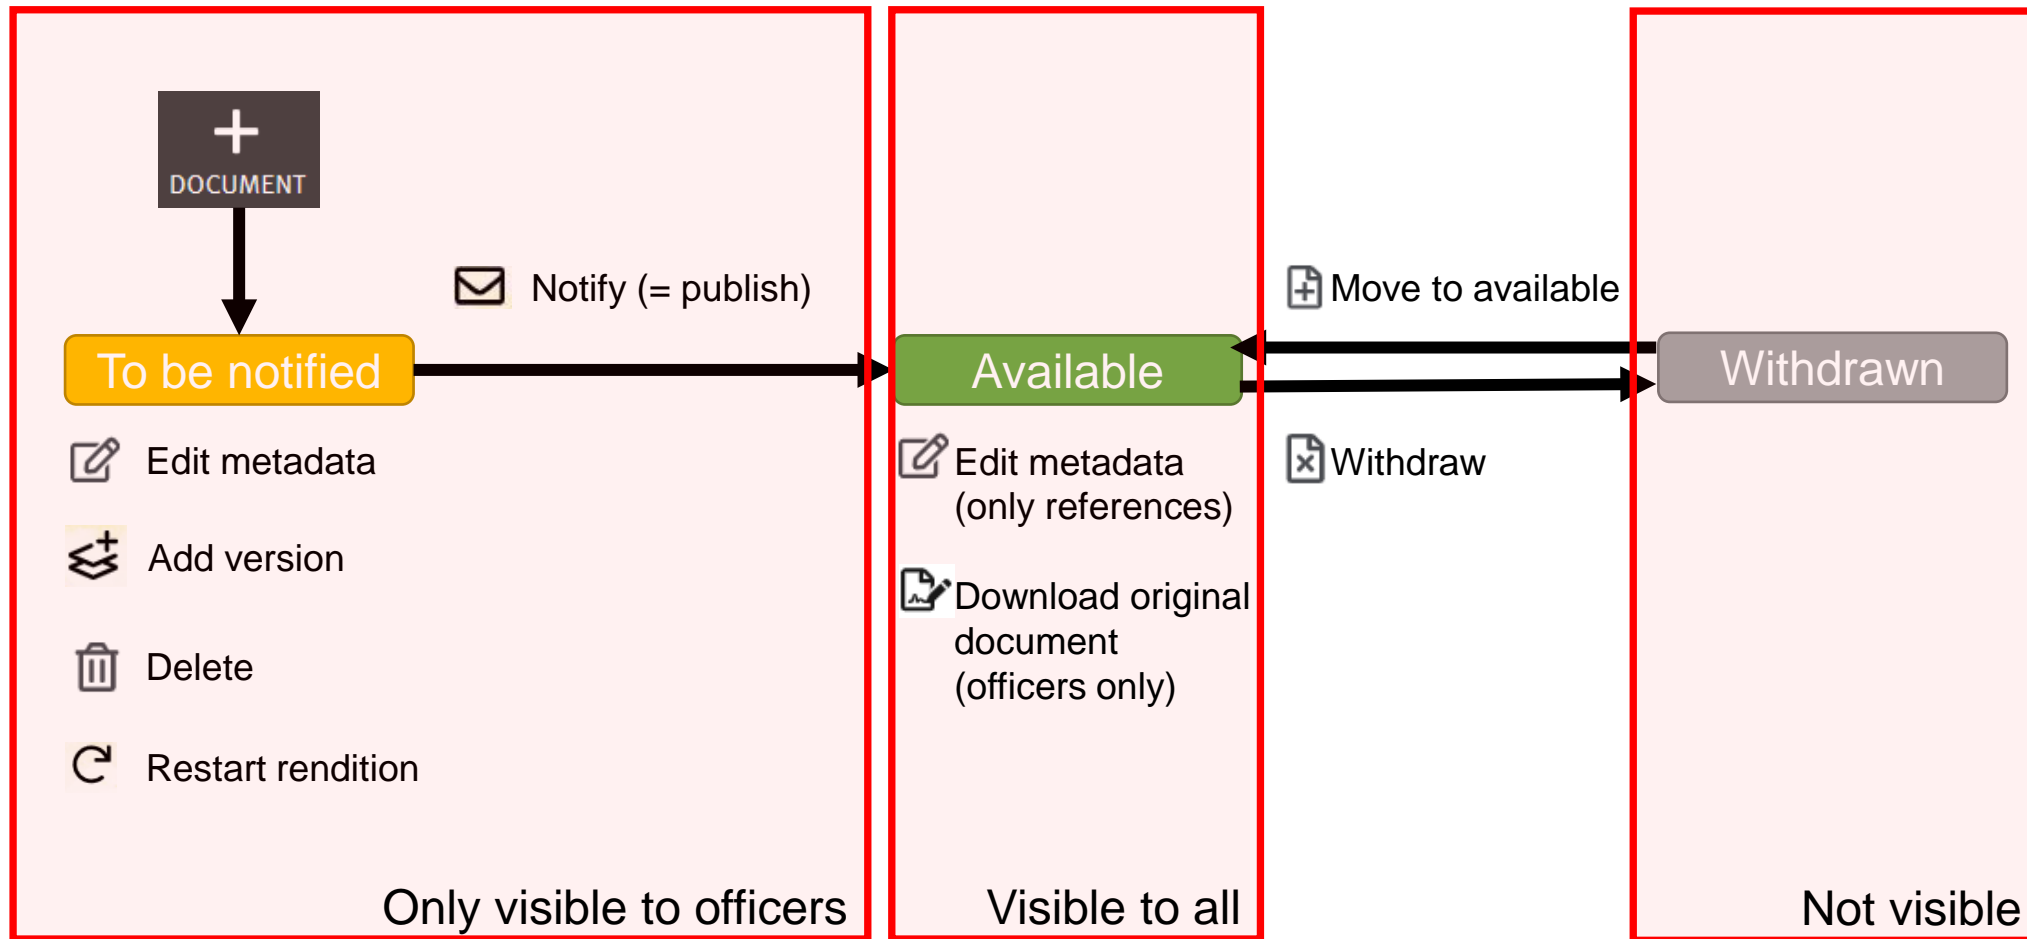 DOCUMENT
Notify (= publish)
To be notified
Edit metadata
Add version
Delete
Restart rendition
Only visible to officers
Available
Edit metadata
(only references)
Download original
document
(officers only)
Visible to all
Move to available
Withdraw
Withdrawn
Not visible